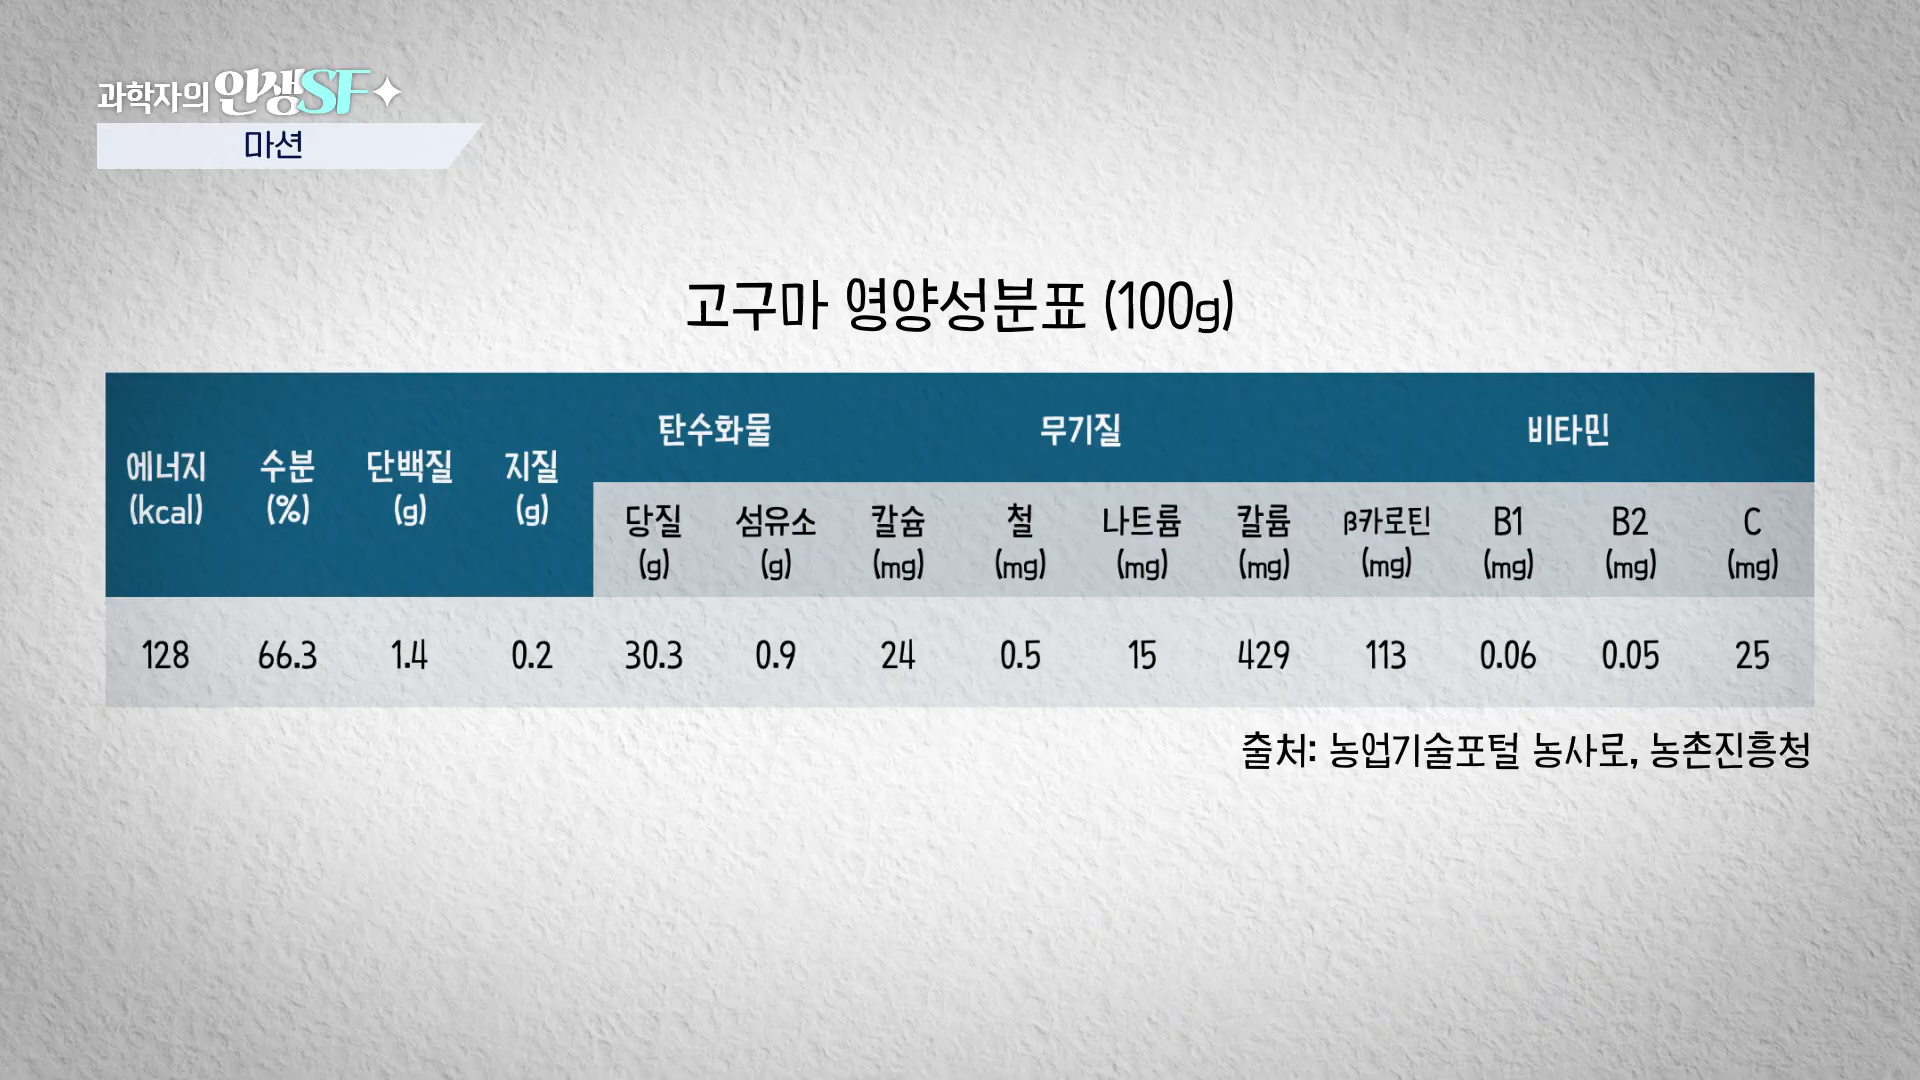 과학자의 인생SF
마션
고구마 영양성분표 (100g)
에너지 (kcal) 수분 (%) 단백질 (g) 지질 (g) 탄수화물 무기질 비타민
당질 (g) 섬유소 (g) 칼슘 (mg) 철 (mg) 나트륨 (mg) 칼륨 (mg) β카로틴 (mg) B1 (mg) B2 (mg) C (mg)
128 66.3 1.4 0.2 30.3 0.9 24 0.5 15 429 113 0.06 0.05 25
출처: 농업기술포털 농사로, 농촌진흥청